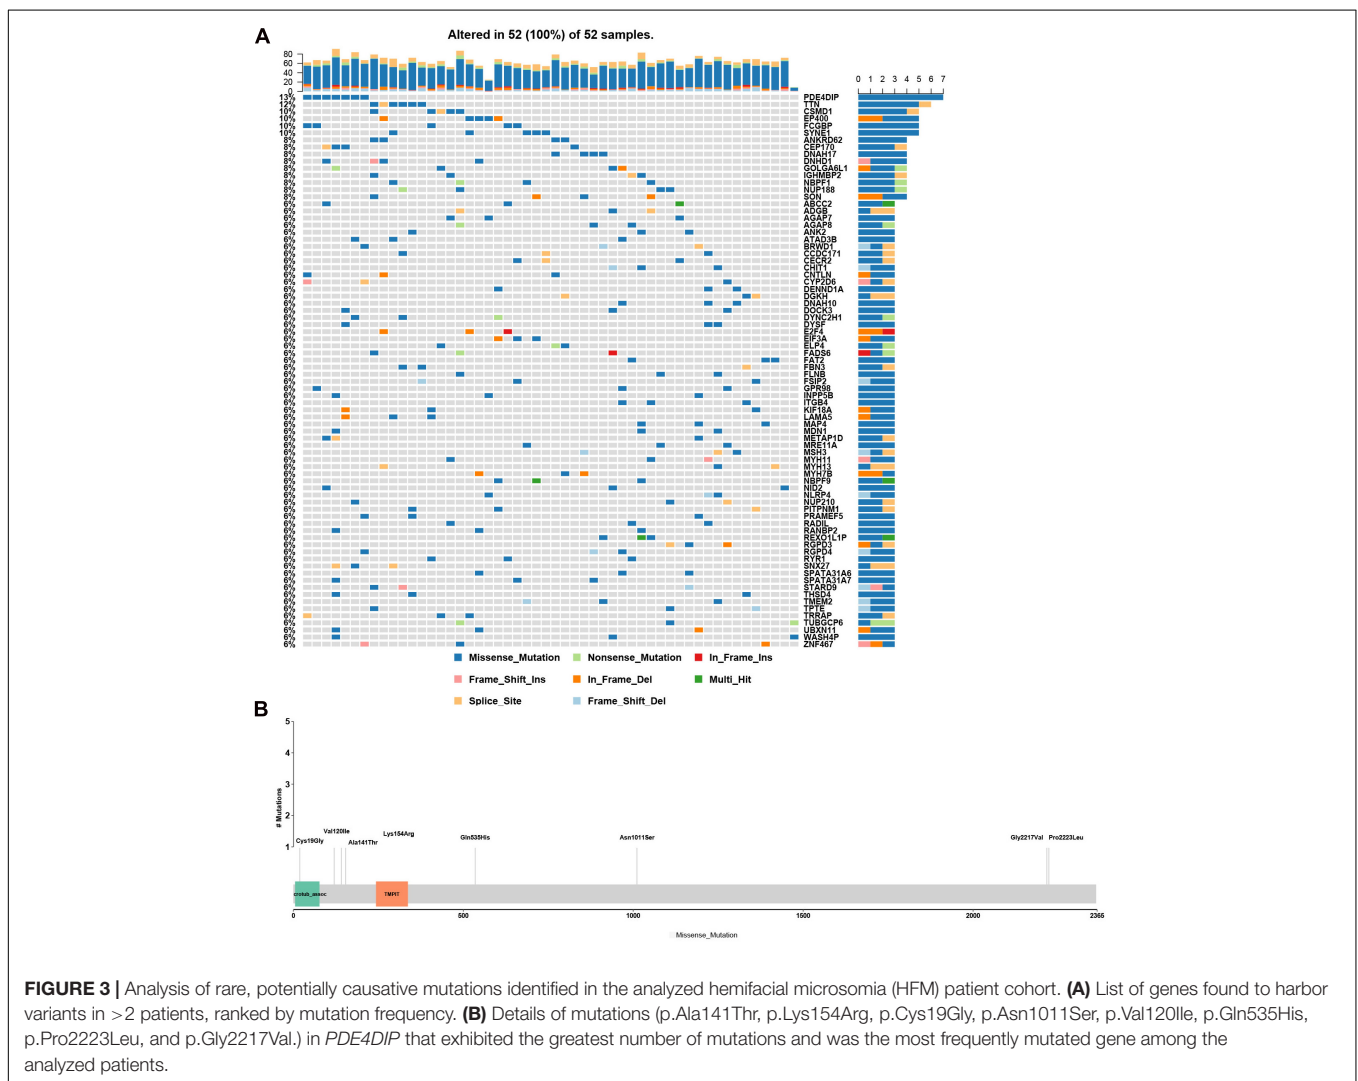 A
Altered in 52 (100%) of 52 samples.
80
60
40
20
0
0 1 2 3 4 5 6 7
13% PDE4DIP
12% TTN
10% CSMD1
10% EP400
10% FCGBP
10% SYNE1
8% ANKRD62
8% CEP170
8% DNAH17
8% DNHD1
8% GOLGA6L1
8% IGHMBP2
8% NBPF1
8% NUP188
8% SON
6% ABCC2
6% ADGB
6% AGAP7
6% AGAP8
6% ANK2
6% ATAD3B
6% BRWD1
6% CCDC171
6% CECR2
6% CHIT1
6% CNTLN
6% CYP2D6
6% DENND1A
6% DGKH
6% DNAH10
6% DOCK3
6% DYNC2H1
6% DYSF
6% E2F4
6% EIF3A
6% ELP4
6% FADS6
6% FAT2
6% FBN3
6% FLNB
6% FSIP2
6% GPR98
6% INPP5B
6% ITGB4
6% KIF18A
6% LAMA5
6% MAP4
6% MDN1
6% METAP1D
6% MRE11A
6% MSH3
6% MYH11
6% MYH13
6% MYH7B
6% NBPF9
6% NID2
6% NLRP4
6% NUP210
6% PITPNM1
6% PRAMEF5
6% RADIL
6% RANBP2
6% REXO1L1P
6% RGPD3
6% RGPD4
6% RYR1
6% SNX27
6% SPATA31A6
6% SPATA31A7
6% STARD9
6% THSD4
6% TMEM2
6% TPTE
6% TRRAP
6% TUBGCP6
6% UBXN11
6% WASH4P
6% ZNF467
Missense_Mutation Nonsense_Mutation In_Frame_Ins
Frame_Shift_Ins In_Frame_Del Multi_Hit
Splice_Site Frame_Shift_Del
B
# Mutations
5
4
3
2
1
Cys19Gly
Val120Ile
Ala141Thr
Lys154Arg
Gln535His
Asn1011Ser
Gly2217Val
Pro2223Leu
crotub_assoc
TMPIT
0 500 1000 1500 2000 2365
Missense_Mutation
FIGURE 3 | Analysis of rare, potentially causative mutations identified in the analyzed hemifacial microsomia (HFM) patient cohort. (A) List of genes found to harbor
variants in >2 patients, ranked by mutation frequency. (B) Details of mutations (p.Ala141Thr, p.Lys154Arg, p.Cys19Gly, p.Asn1011Ser, p.Val120Ile, p.Gln535His,
p.Pro2223Leu, and p.Gly2217Val.) in PDE4DIP that exhibited the greatest number of mutations and was the most frequently mutated gene among the
analyzed patients.